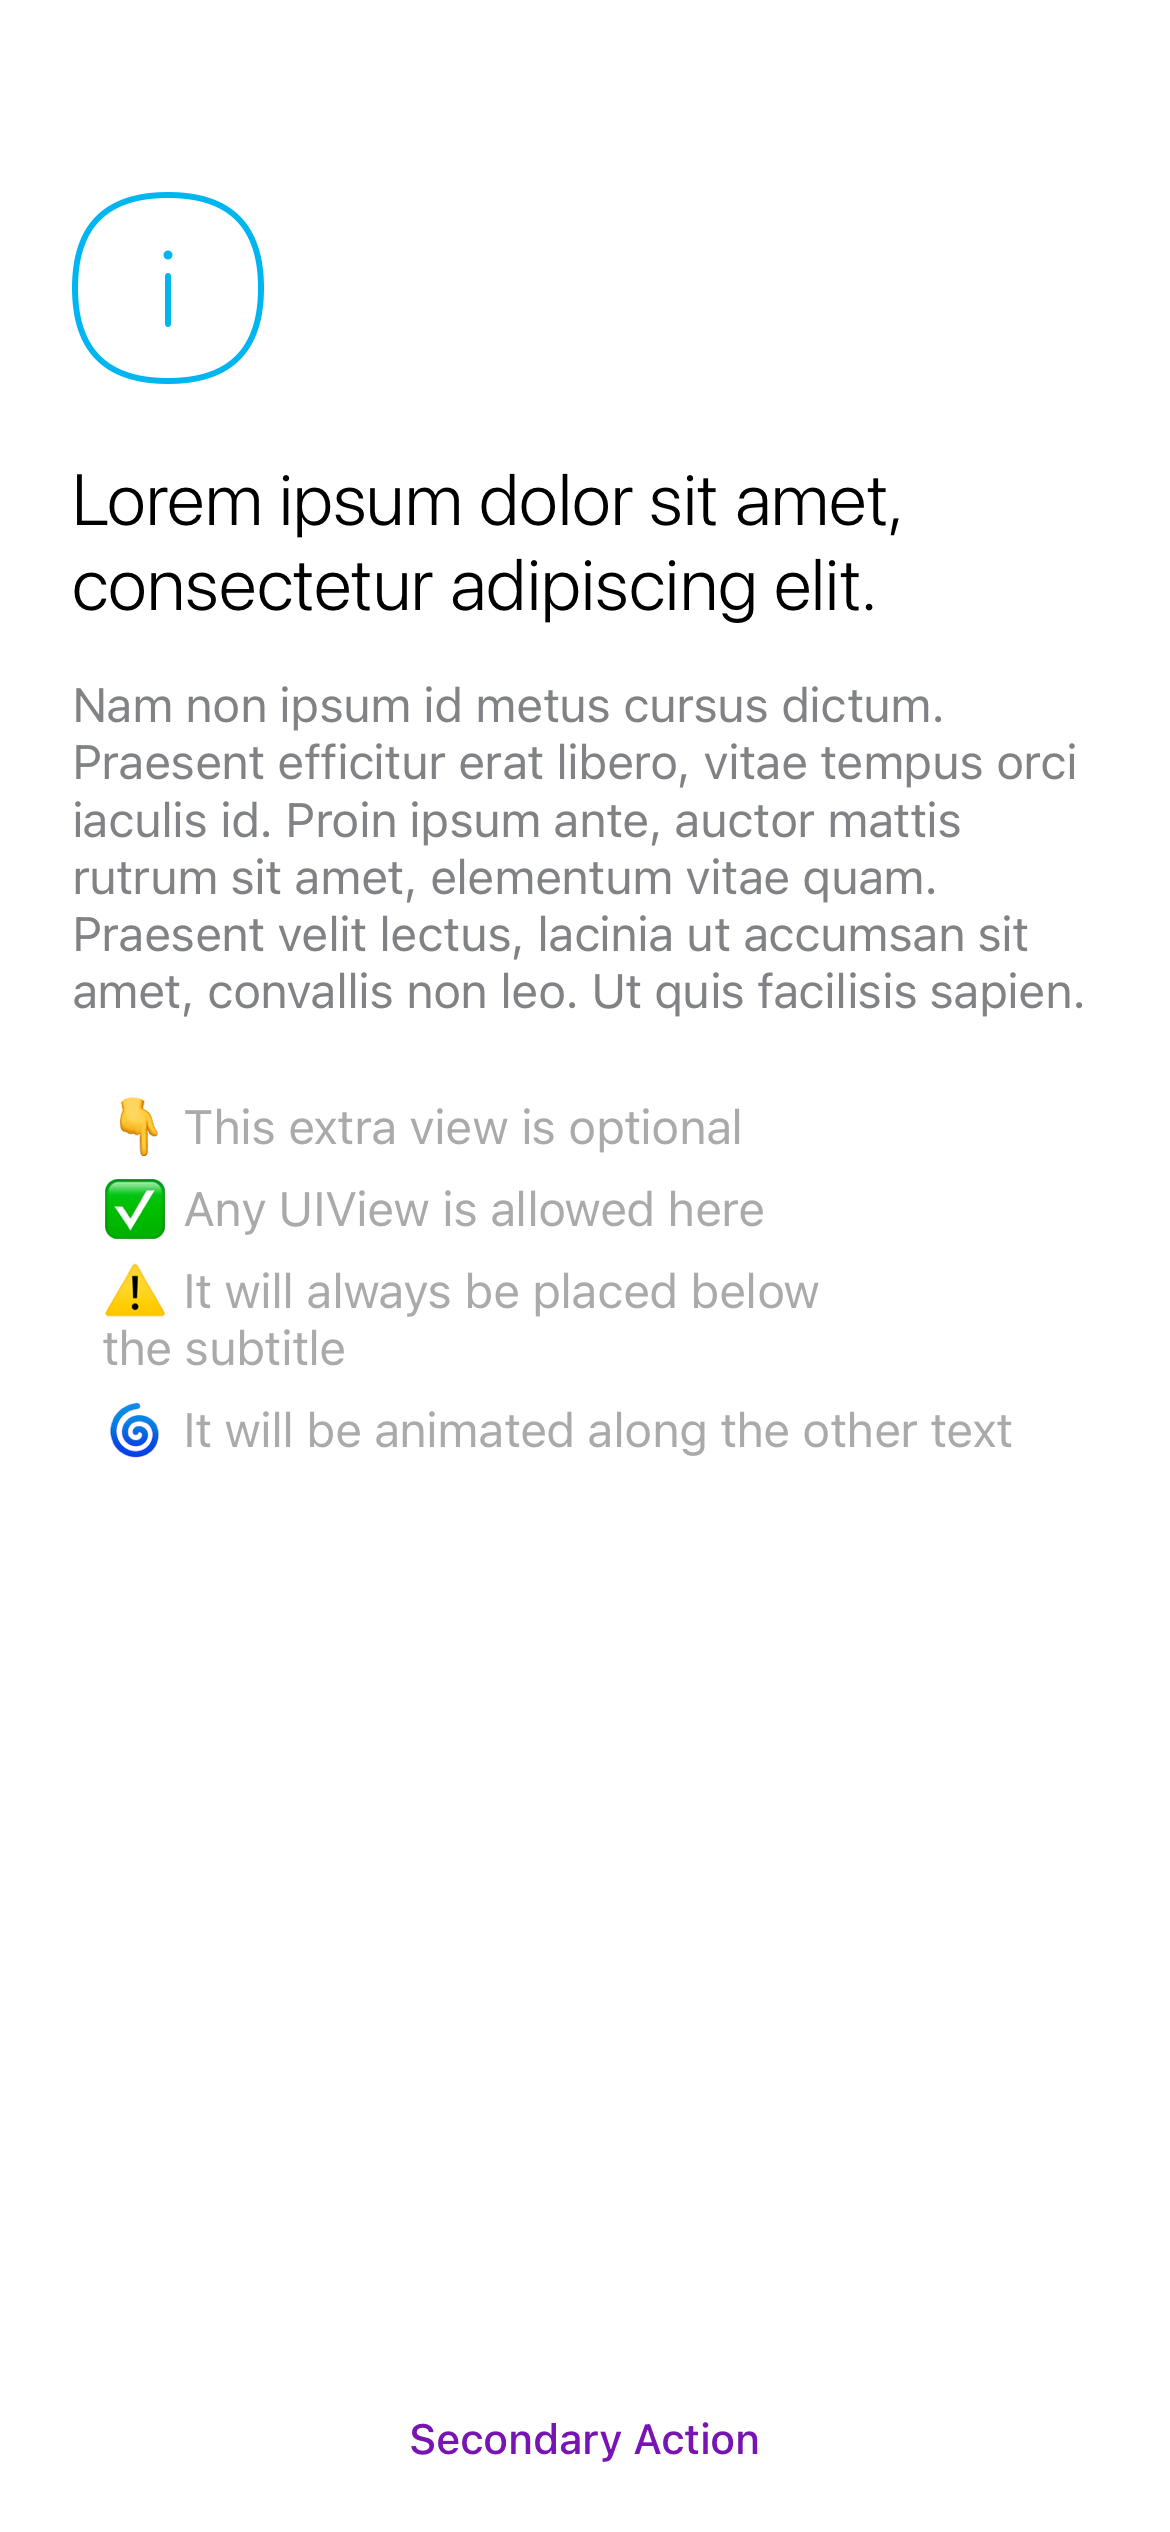 Lorem ipsum dolor sit amet,
consectetur adipiscing elit.
Nam non ipsum id metus cursus dictum.
Praesent efficitur erat libero, vitae tempus orci
iaculis id. Proin ipsum ante, auctor mattis
rutrum sit amet, elementum vitae quam.
Praesent velit lectus, lacinia ut accumsan sit
amet, convallis non leo. Ut quis facilisis sapien.
👇 This extra view is optional
✅ Any UIView is allowed here
⚠️ It will always be placed below
the subtitle
🌀 It will be animated along the other text
Secondary Action